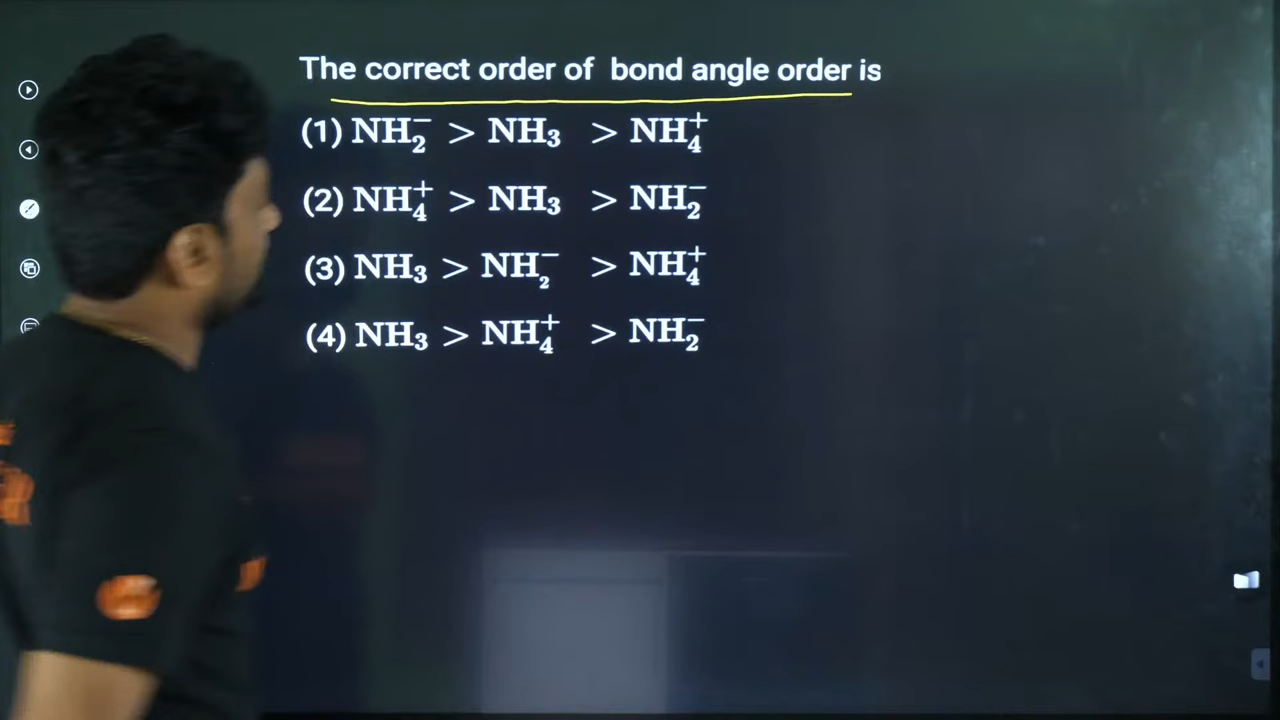 The correct order of bond angle order is
(1) NH₂⁻ > NH₃ > NH₄⁺
(2) NH₄⁺ > NH₃ > NH₂⁻
(3) NH₃ > NH₂⁻ > NH₄⁺
(4) NH₃ > NH₄⁺ > NH₂⁻